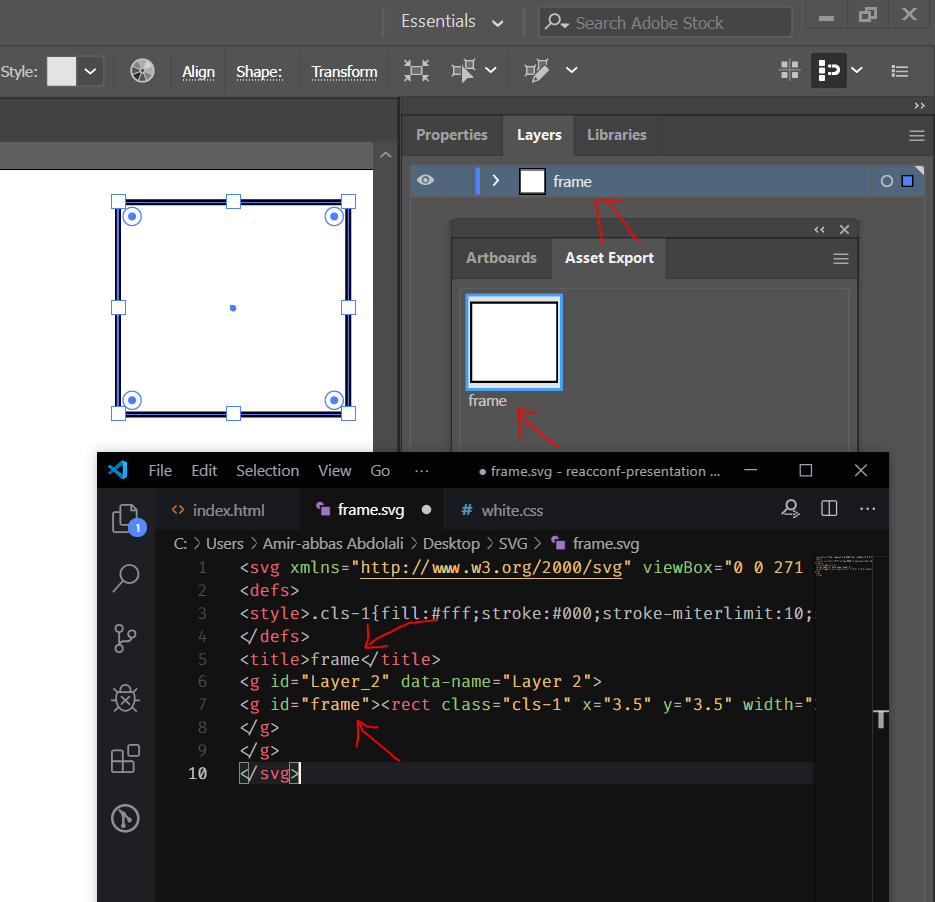 Essentials
Search Adobe Stock
Style:
Align
Shape:
Transform
Properties Layers Libraries
frame
Artboards Asset Export
frame
File Edit Selection View Go ···
● frame.svg - reacconf-presentation ...
1
<> index.html
frame.svg ●
# white.css
···
C: > Users > Amir-abbas Abdolali > Desktop > SVG > frame.svg
1 <svg xmlns="http://www.w3.org/2000/svg" viewBox="0 0 271
2 <defs>
3 <style>.cls-1{fill:#fff;stroke:#000;stroke-miterlimit:10;
4 </defs>
5 <title>frame</title>
6 <g id="Layer_2" data-name="Layer 2">
7 <g id="frame"><rect class="cls-1" x="3.5" y="3.5" width="
8 </g>
9 </g>
10 </svg>
T